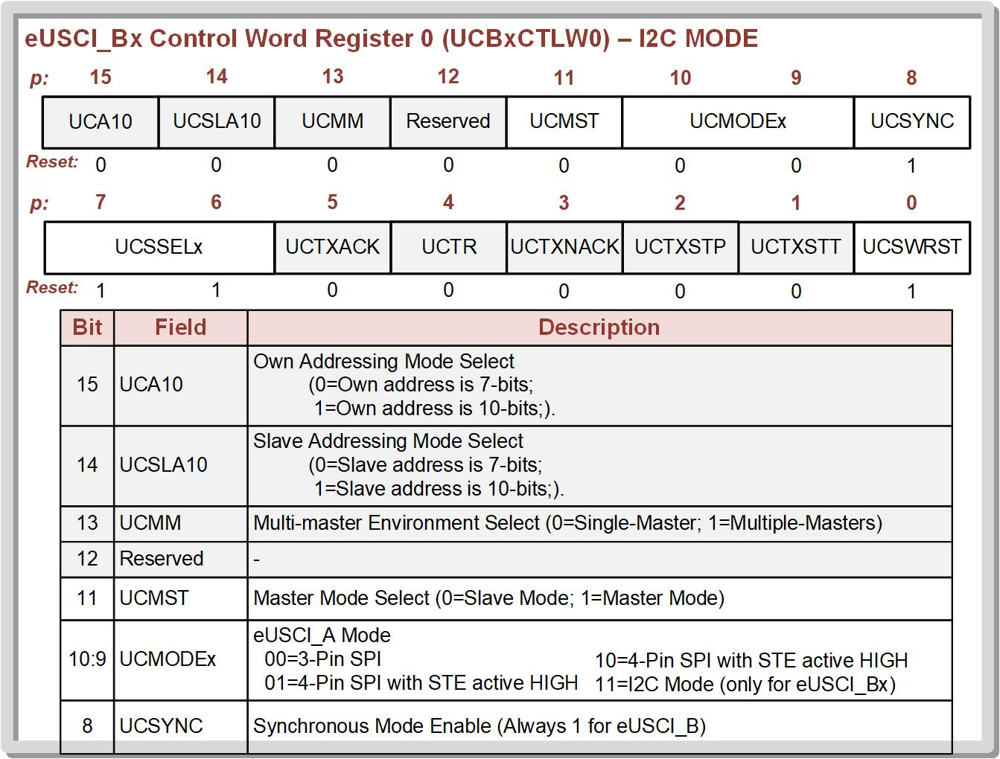 eUSCI_Bx Control Word Register 0 (UCBxCTLW0) – I2C MODE
p: 15 14 13 12 11 10 9 8
UCA10 UCSLA10 UCMM Reserved UCMST UCMODEx UCSYNC
Reset: 0 0 0 0 0 0 0 1
p: 7 6 5 4 3 2 1 0
UCSSELx UCTXACK UCTR UCTXNACK UCTXSTP UCTXSTT UCSWRST
Reset: 1 1 0 0 0 0 0 1
Bit Field Description
15 UCA10 Own Addressing Mode Select
(0=Own address is 7-bits;
1=Own address is 10-bits;).
14 UCSLA10 Slave Addressing Mode Select
(0=Slave address is 7-bits;
1=Slave address is 10-bits;).
13 UCMM Multi-master Environment Select (0=Single-Master; 1=Multiple-Masters)
12 Reserved -
11 UCMST Master Mode Select (0=Slave Mode; 1=Master Mode)
10:9 UCMODEx eUSCI_A Mode
00=3-Pin SPI 10=4-Pin SPI with STE active HIGH
01=4-Pin SPI with STE active HIGH 11=I2C Mode (only for eUSCI_Bx)
8 UCSYNC Synchronous Mode Enable (Always 1 for eUSCI_B)